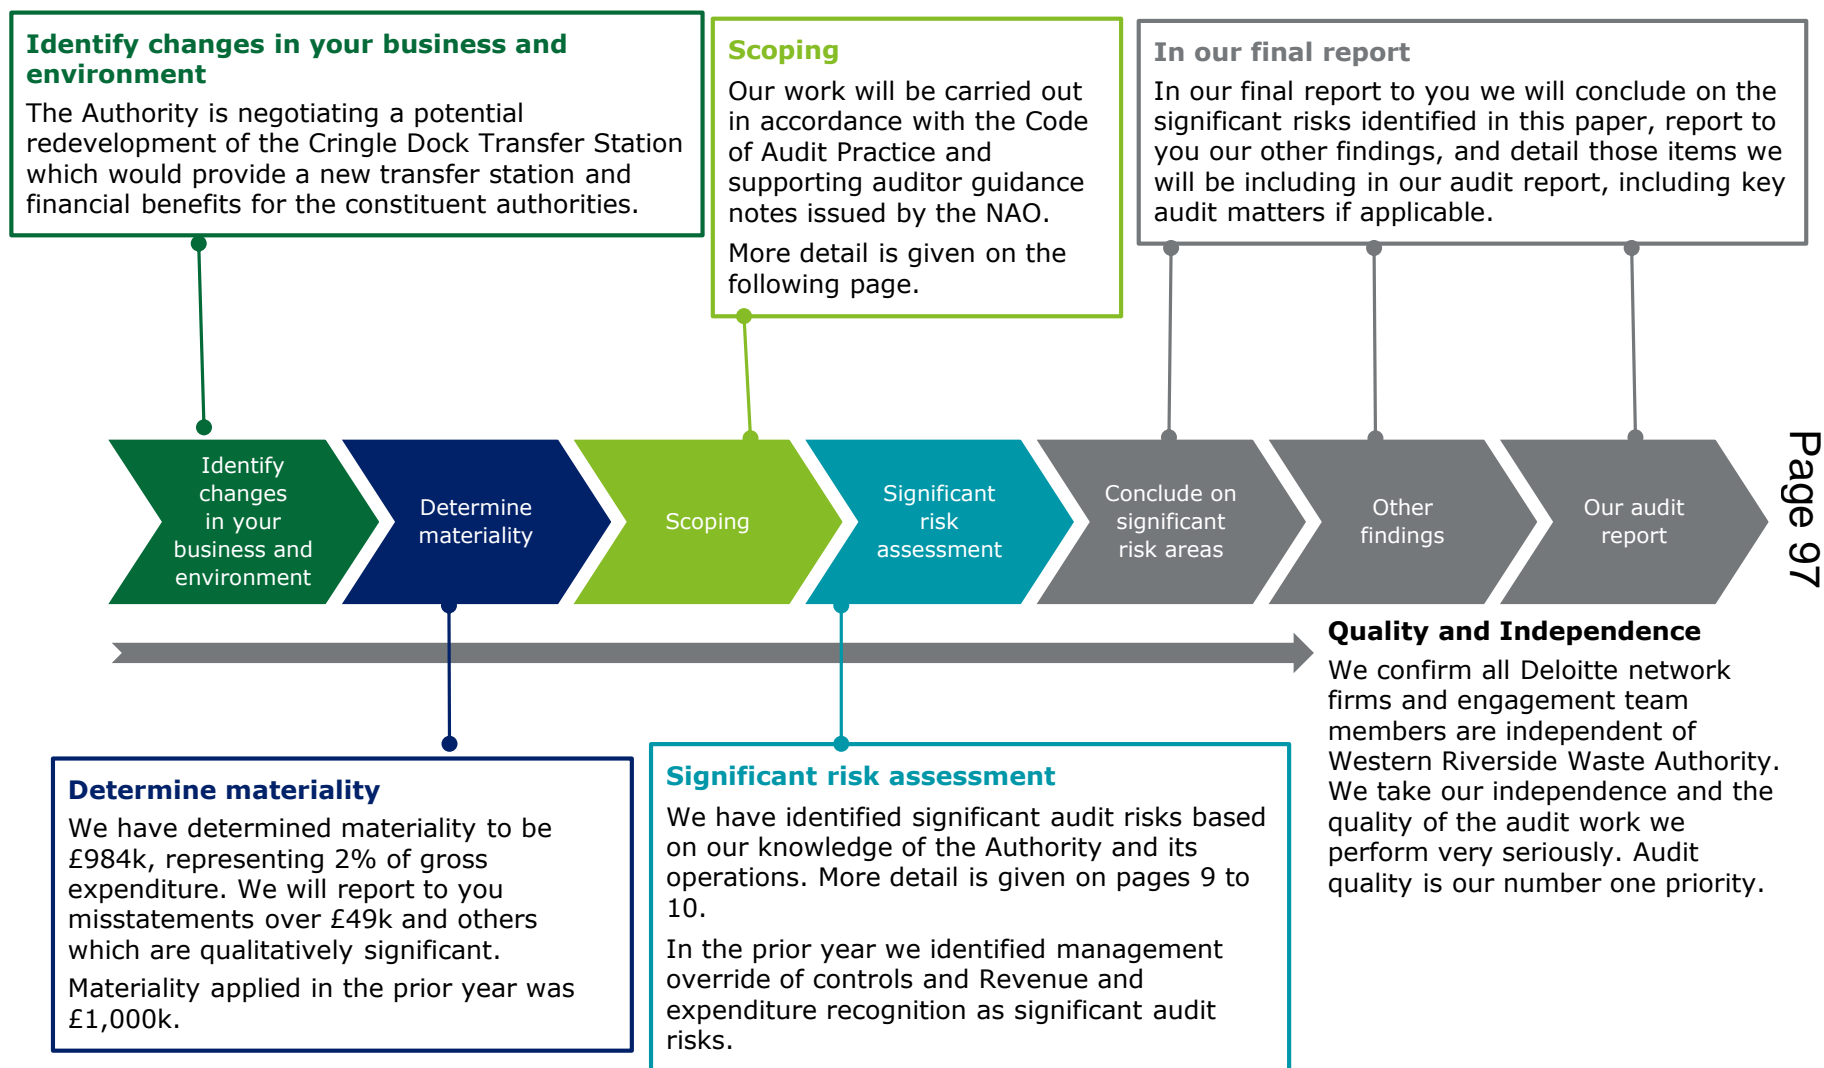 Identify changes in your business and
environment
The Authority is negotiating a potential
redevelopment of the Cringle Dock Transfer Station
which would provide a new transfer station and
financial benefits for the constituent authorities.
Scoping
Our work will be carried out
in accordance with the Code
of Audit Practice and
supporting auditor guidance
notes issued by the NAO.
More detail is given on the
following page.
In our final report
In our final report to you we will conclude on the
significant risks identified in this paper, report to
you our other findings, and detail those items we
will be including in our audit report, including key
audit matters if applicable.
Identify
changes
in your
business and
environment
Determine
materiality
Scoping
Significant
risk
assessment
Conclude on
significant
risk areas
Other
findings
Our audit
report
Page 97
Determine materiality
We have determined materiality to be
£984k, representing 2% of gross
expenditure. We will report to you
misstatements over £49k and others
which are qualitatively significant.
Materiality applied in the prior year was
£1,000k.
Significant risk assessment
We have identified significant audit risks based
on our knowledge of the Authority and its
operations. More detail is given on pages 9 to
10.
In the prior year we identified management
override of controls and Revenue and
expenditure recognition as significant audit
risks.
Quality and Independence
We confirm all Deloitte network
firms and engagement team
members are independent of
Western Riverside Waste Authority.
We take our independence and the
quality of the audit work we
perform very seriously. Audit
quality is our number one priority.